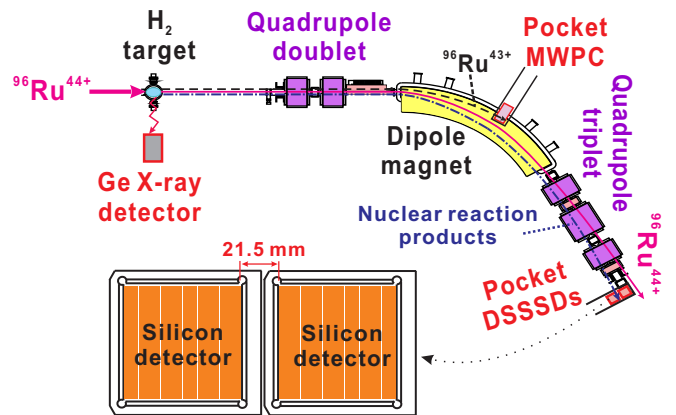 H₂
target
Quadrupole
doublet
Pocket
MWPC
⁹⁶Ru⁴³⁺
⁹⁶Ru⁴⁴⁺
Dipole
magnet
Quadrupole
triplet
Ge X-ray
detector
Nuclear reaction
products
⁹⁶Ru⁴⁴⁺
21.5 mm
Pocket
DSSSDs
Silicon
detector
Silicon
detector